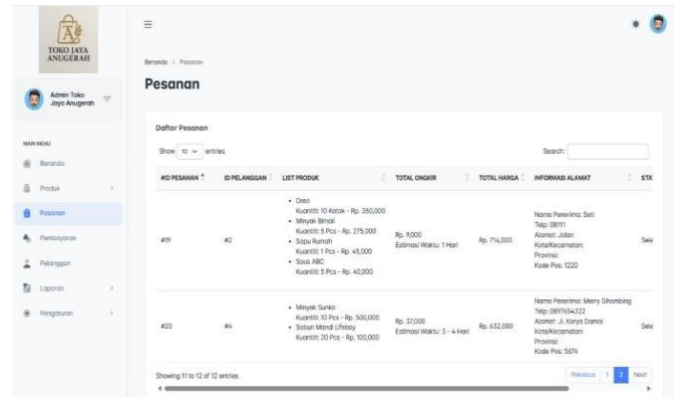 TOKO JAYA
ANUGERAH
Admin Toko
Jaya Anugerah
MAIN MENU
Beranda
Produk
Pesanan
Pembayaran
Pelanggan
Laporan
Pengaturan
Beranda > Pesanan
Pesanan
Daftar Pesanan
Show 10 entries
Search:
#ID PESANAN ID PELANGGAN LIST PRODUK TOTAL ONGKIR TOTAL HARGA INFORMASI ALAMAT STA
• Oreo
Kuantiti: 10 Kotak - Rp. 350,000
• Minyak Bimoli
Kuantiti: 5 Pcs - Rp. 275,000
• Sapu Rumah
Kuantiti: 1 Pcs - Rp. 45,000
• Saus ABC
Kuantiti: 5 Pcs - Rp. 40,000
#19 #2 Rp. 9,000
Estimasi Waktu: 1 Hari
Rp. 714,000
Nama Penerima: Seli
Telp: 08111
Alamat: Jalan
Kota/Kecamatan:
Provinsi:
Kode Pos: 1220
Sele
#20 #4
• Minyak Sunko
Kuantiti: 10 Pcs - Rp. 500,000
• Sabun Mandi Lifeboy
Kuantiti: 20 Pcs - Rp. 100,000
Rp. 37,000
Estimasi Waktu: 3 - 4 Hari
Rp. 632,000
Nama Penerima: Merry Sihombing
Telp: 0897654322
Alamat: Jl. Karya Damai
Kota/Kecamatan:
Provinsi:
Kode Pos: 5674
Sele
Showing 11 to 12 of 12 entries
Previous 1 2 Next